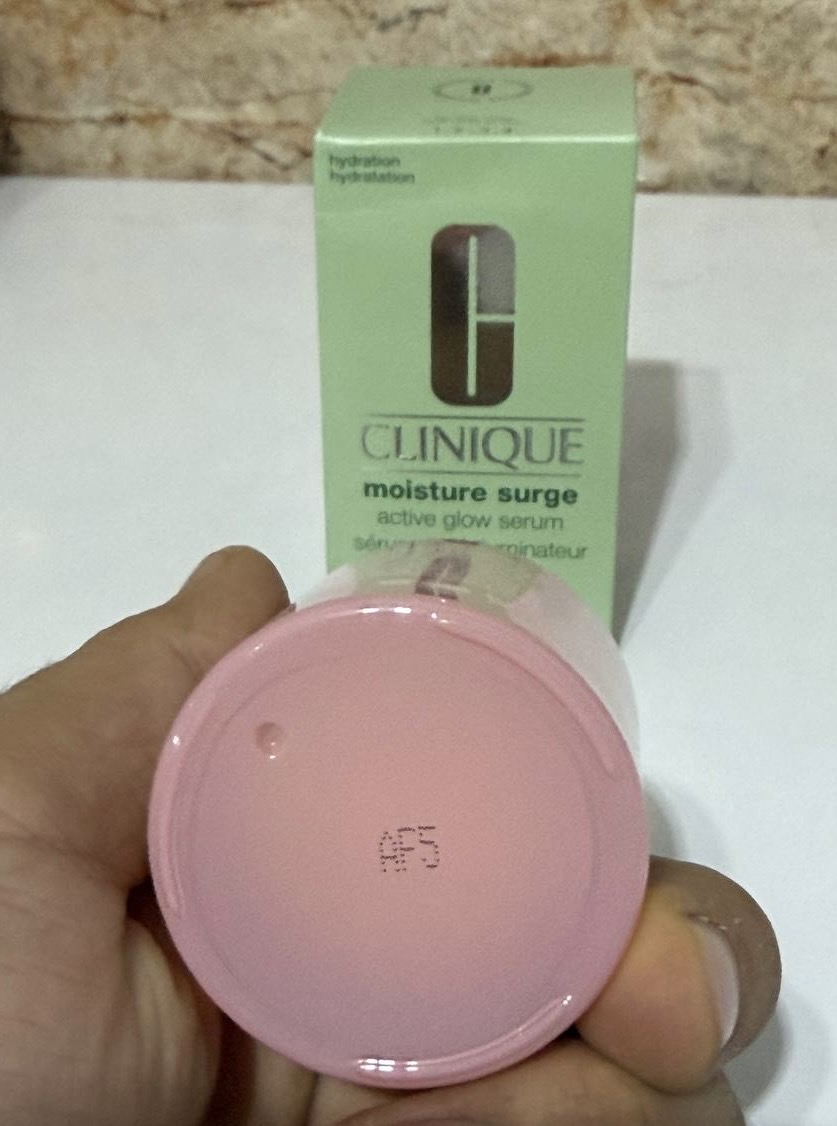 hydration
hydratation
CLINIQUE
moisture surge
active glow serum
AF5